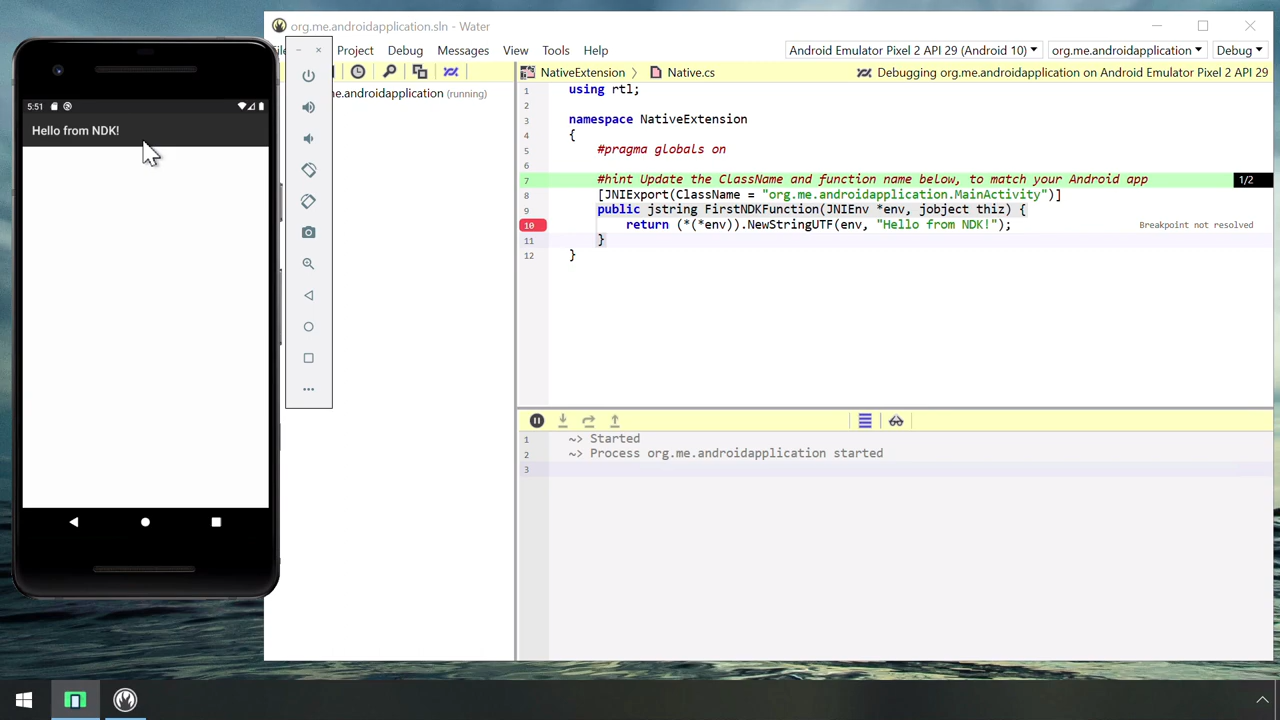 org.me.androidapplication.sln - Water
Project Debug Messages View Tools Help
Android Emulator Pixel 2 API 29 (Android 10) org.me.androidapplication Debug
NativeExtension Native.cs Debugging org.me.androidapplication on Android Emulator Pixel 2 API 29
me.androidapplication (running)
5:51
Hello from NDK!
1 using rtl;
2
3 namespace NativeExtension
4 {
5 #pragma globals on
6
7 #hint Update the ClassName and function name below, to match your Android app 1/2
8 [JNIExport(ClassName = "org.me.androidapplication.MainActivity")]
9 public jstring FirstNDKFunction(JNIEnv *env, jobject thiz) {
10 return (*(*env)).NewStringUTF(env, "Hello from NDK!"); Breakpoint not resolved
11 }
12 }
1 ~> Started
2 ~> Process org.me.androidapplication started
3